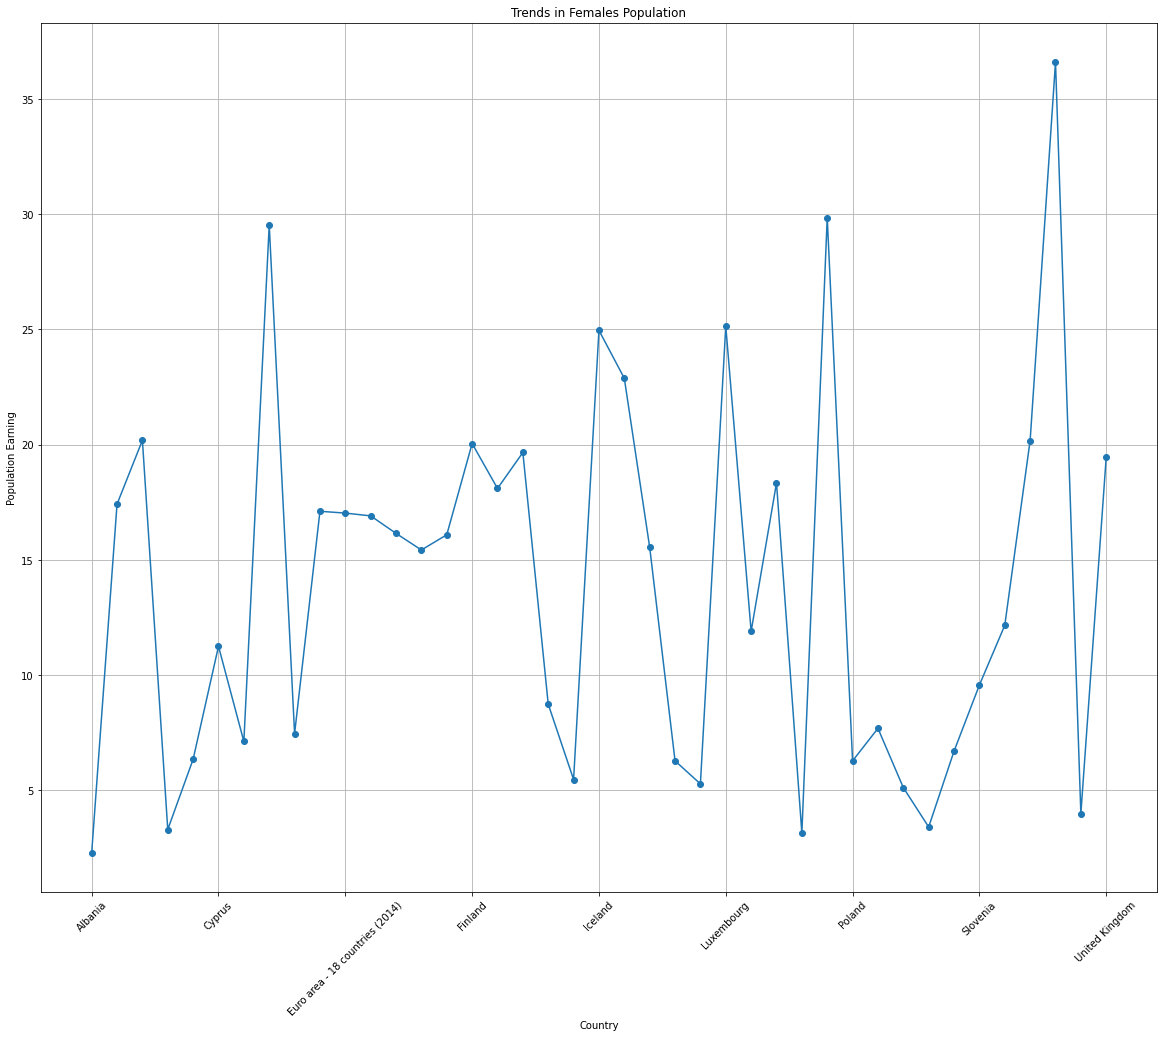 Trends in Females Population
Population Earning
35
30
25
20
15
10
5
Albania
Cyprus
Euro area - 18 countries (2014)
Finland
Iceland
Luxembourg
Poland
Slovenia
United Kingdom
Country